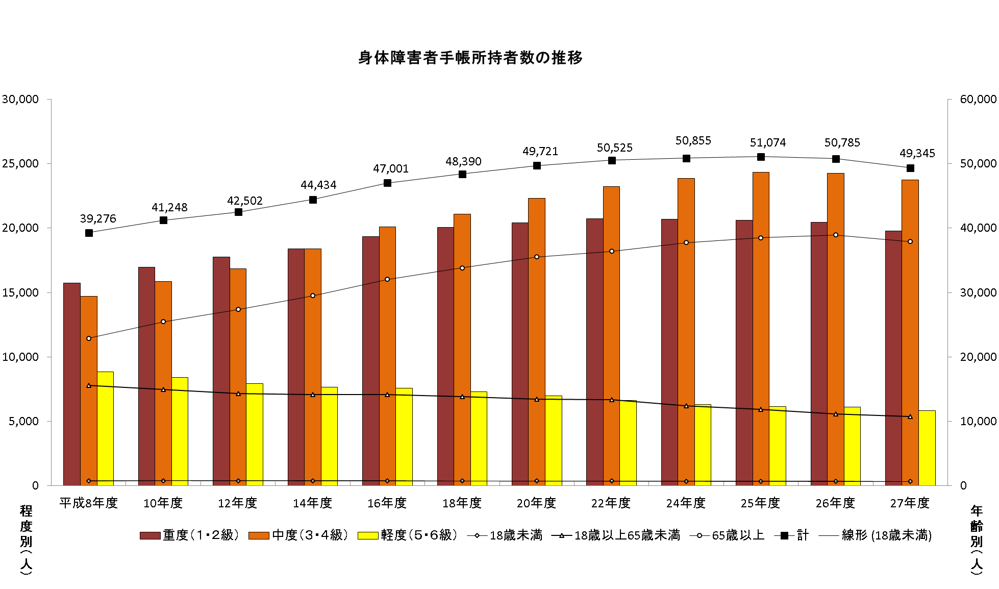 身体障害者手帳所持者数の推移
30,000
25,000
20,000
15,000
10,000
5,000
0
60,000
50,000
40,000
30,000
20,000
10,000
0
39,276
41,248
42,502
44,434
47,001
48,390
49,721
50,525
50,855
51,074
50,785
49,345
平成8年度
10年度
12年度
14年度
16年度
18年度
20年度
22年度
24年度
25年度
26年度
27年度
程度別（人）
年齢別（人）
重度（１・２級）
中度（３・４級）
軽度（５・６級）
18歳未満
18歳以上65歳未満
65歳以上
計
線形 (18歳未満)